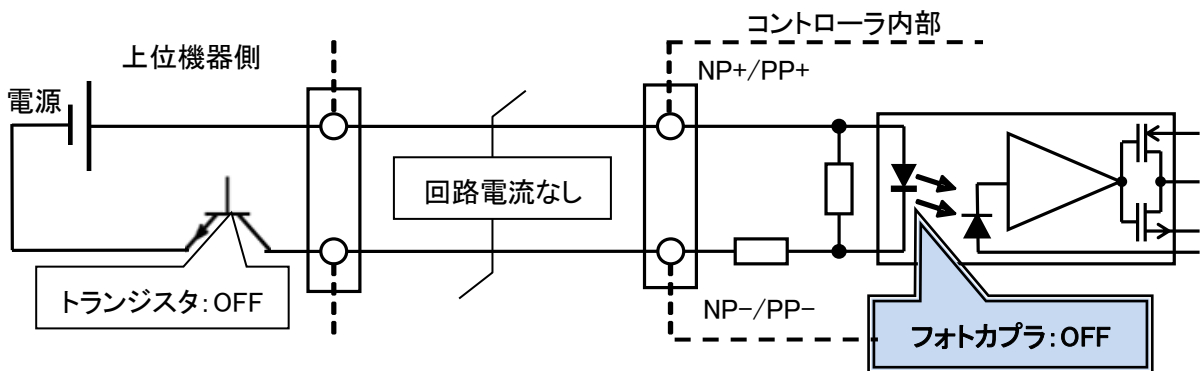 コントローラ内部
上位機器側
NP+/PP+
電源
回路電流なし
トランジスタ:OFF
NP−/PP−
フォトカプラ:OFF